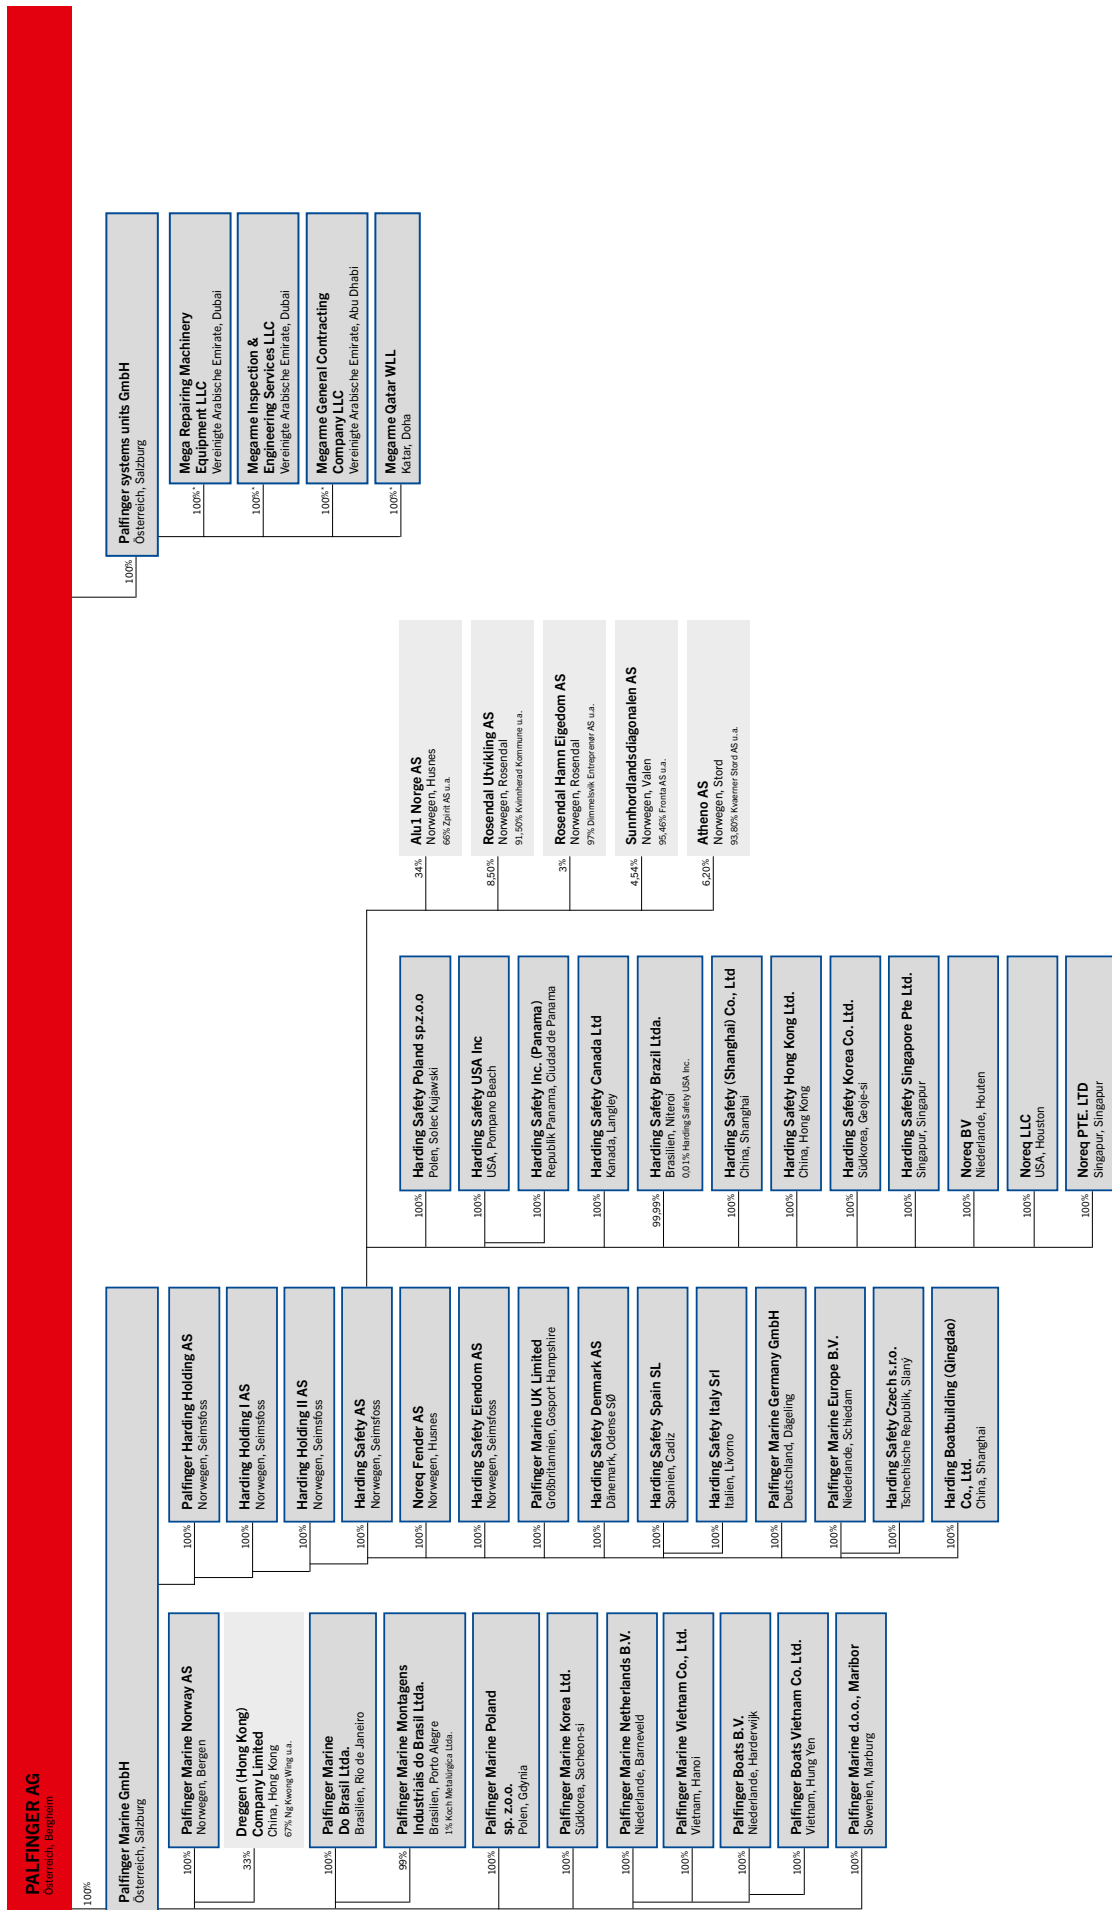 PALFINGER AG
Österreich, Bergheim
100%
Palfinger Marine GmbH
Österreich, Salzburg
100%
Palfinger Marine Norway AS
Norwegen, Bergen
33%
Dreggen (Hong Kong)
Company Limited
China, Hong Kong
67% Ng Kwong Wing u.a.
100%
Palfinger Marine
Do Brasil Ltda.
Brasilien, Rio de Janeiro
99%
Palfinger Marine Montagens
Industriais do Brasil Ltda.
Brasilien, Porto Alegre
1% Koch Metalúrgica Ltda.
100%
Palfinger Marine Poland
sp. z.o.o.
Polen, Gdynia
100%
Palfinger Marine Korea Ltd.
Südkorea, Sacheon-si
100%
Palfinger Marine Netherlands B.V.
Niederlande, Barneveld
100%
Palfinger Marine Vietnam Co., Ltd.
Vietnam, Hanoi
100%
Palfinger Boats B.V.
Niederlande, Harderwijk
100%
Palfinger Boats Vietnam Co. Ltd.
Vietnam, Hung Yen
100%
Palfinger Marine d.o.o., Maribor
Slowenien, Marburg
100%
Palfinger Harding Holding AS
Norwegen, Seimsfoss
100%
Harding Holding I AS
Norwegen, Seimsfoss
100%
Harding Holding II AS
Norwegen, Seimsfoss
100%
Harding Safety AS
Norwegen, Seimsfoss
100%
Noreq Fender AS
Norwegen, Husnes
100%
Harding Safety Eiendom AS
Norwegen, Seimsfoss
100%
Palfinger Marine UK Limited
Großbritannien, Gosport Hampshire
100%
Harding Safety Denmark AS
Dänemark, Odense SØ
100%
Harding Safety Spain SL
Spanien, Cadiz
100%
Harding Safety Italy Srl
Italien, Livorno
100%
Palfinger Marine Germany GmbH
Deutschland, Dägeling
100%
Palfinger Marine Europe B.V.
Niederlande, Schiedam
100%
Harding Safety Czech s.r.o.
Tschechische Republik, Slaný
100%
Harding Boatbuilding (Qingdao)
Co., Ltd.
China, Shanghai
100%
Harding Safety Poland sp.z.o.o
Polen, Solec Kujawski
100%
Harding Safety USA Inc
USA, Pompano Beach
100%
Harding Safety Inc. (Panama)
Republik Panama, Ciudad de Panama
100%
Harding Safety Canada Ltd
Kanada, Langley
99,99%
Harding Safety Brazil Ltda.
Brasilien, Niteroi
0,01% Harding Safety USA Inc.
100%
Harding Safety (Shanghai) Co., Ltd
China, Shanghai
100%
Harding Safety Hong Kong Ltd.
China, Hong Kong
100%
Harding Safety Korea Co. Ltd.
Südkorea, Geoje-si
100%
Harding Safety Singapore Pte Ltd.
Singapur, Singapur
100%
Noreq BV
Niederlande, Houten
100%
Noreq LLC
USA, Houston
100%
Noreq PTE. LTD
Singapur, Singapur
34%
Alu1 Norge AS
Norwegen, Husnes
66% Zpirit AS u.a.
8,50%
Rosendal Utvikling AS
Norwegen, Rosendal
91,50% Kvinnherad Kommune u.a.
3%
Rosendal Hamn Eigedom AS
Norwegen, Rosendal
97% Dimmelsvik Entreprenør AS u.a.
4,54%
Sunnhordlandsdiagonalen AS
Norwegen, Valen
95,46% Fronta AS u.a.
6,20%
Atheno AS
Norwegen, Stord
93,80% Kvaerner Stord AS u.a.
100%
Palfinger systems units GmbH
Österreich, Salzburg
100%*
Mega Repairing Machinery
Equipment LLC
Vereinigte Arabische Emirate, Dubai
100%*
Megarme Inspection &
Engineering Services LLC
Vereinigte Arabische Emirate, Dubai
100%*
Megarme General Contracting
Company LLC
Vereinigte Arabische Emirate, Abu Dhabi
100%*
Megarme Qatar WLL
Katar, Doha